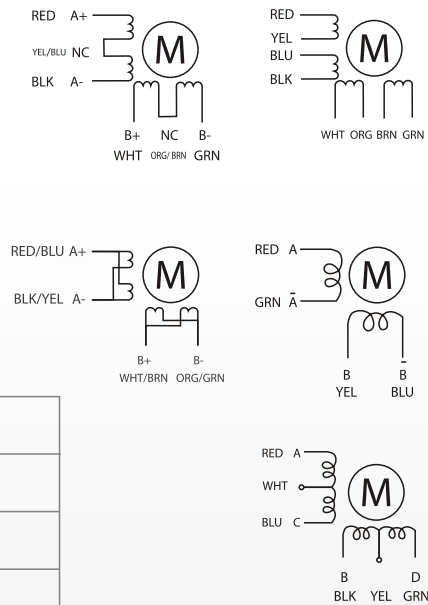 RED A+
YEL/BLU NC
BLK A-
M
B+ NC B-
WHT ORG/ BRN GRN
RED
YEL
BLU
BLK
M
WHT ORG BRN GRN
RED/BLU A+
BLK/YEL A-
M
B+ B-
WHT/BRN ORG/GRN
RED A
GRN Ā
M
B B̄
YEL BLU
RED A
WHT
BLU C
M
B D
BLK YEL GRN